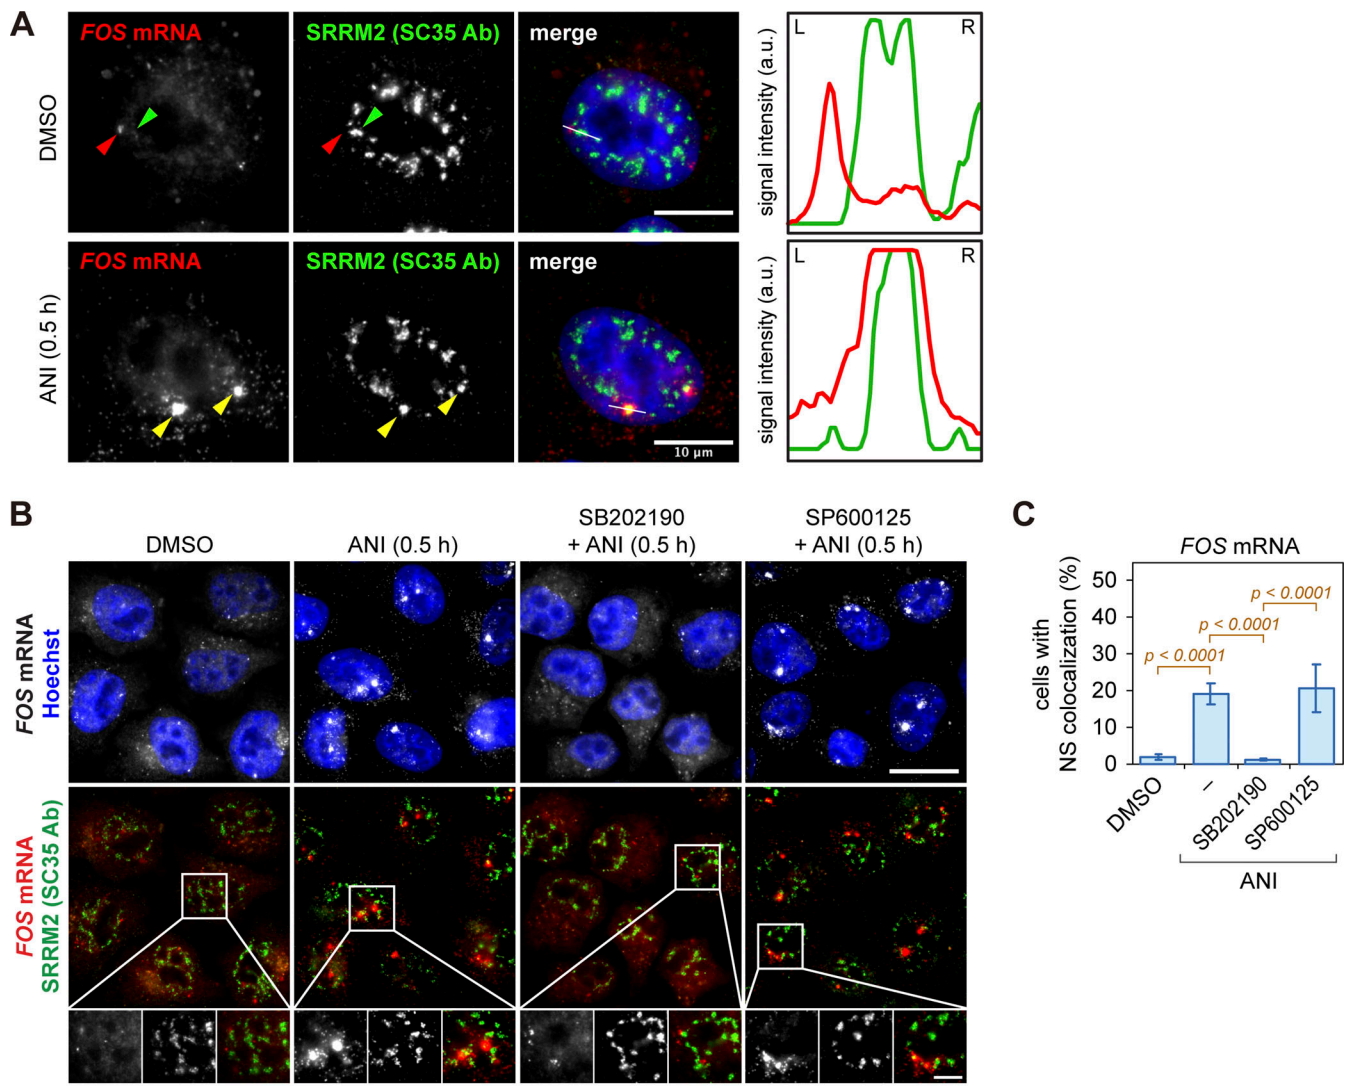 A
FOS mRNA
SRRM2 (SC35 Ab)
merge
DMSO
signal intensity (a.u.)
L
R
FOS mRNA
SRRM2 (SC35 Ab)
merge
ANI (0.5 h)
10 µm
signal intensity (a.u.)
L
R
B
DMSO
ANI (0.5 h)
SB202190
+ ANI (0.5 h)
SP600125
+ ANI (0.5 h)
FOS mRNA
Hoechst
FOS mRNA
SRRM2 (SC35 Ab)
C
FOS mRNA
cells with
NS colocalization (%)
50
40
30
20
10
0
p < 0.0001
p < 0.0001
p < 0.0001
DMSO
–
SB202190
SP600125
ANI